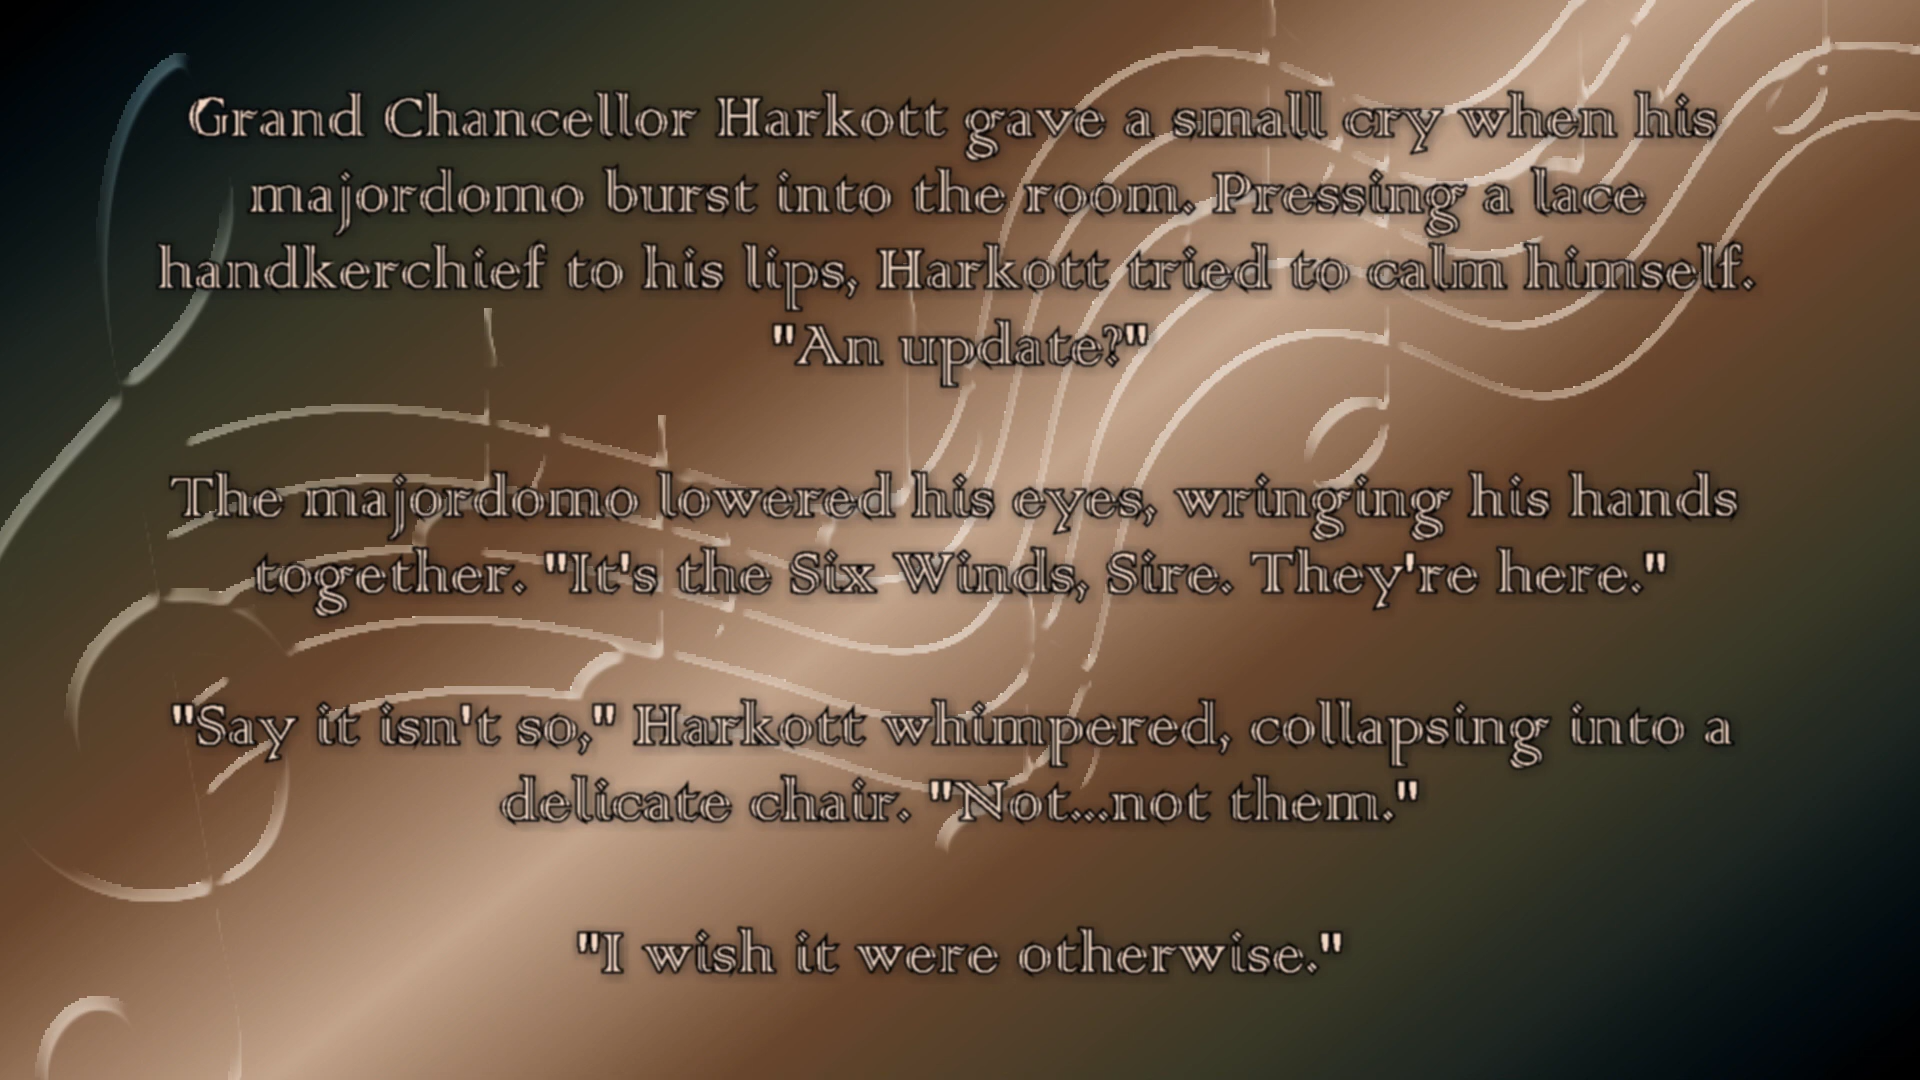 Grand Chancellor Harkott gave a small cry when his
majordomo burst into the room. Pressing a lace
handkerchief to his lips, Harkott tried to calm himself.
"An update?"
The majordomo lowered his eyes, wringing his hands
together. "It's the Six Winds, Sire. They're here."
"Say it isn't so," Harkott whimpered, collapsing into a
delicate chair. "Not...not them."
"I wish it were otherwise."